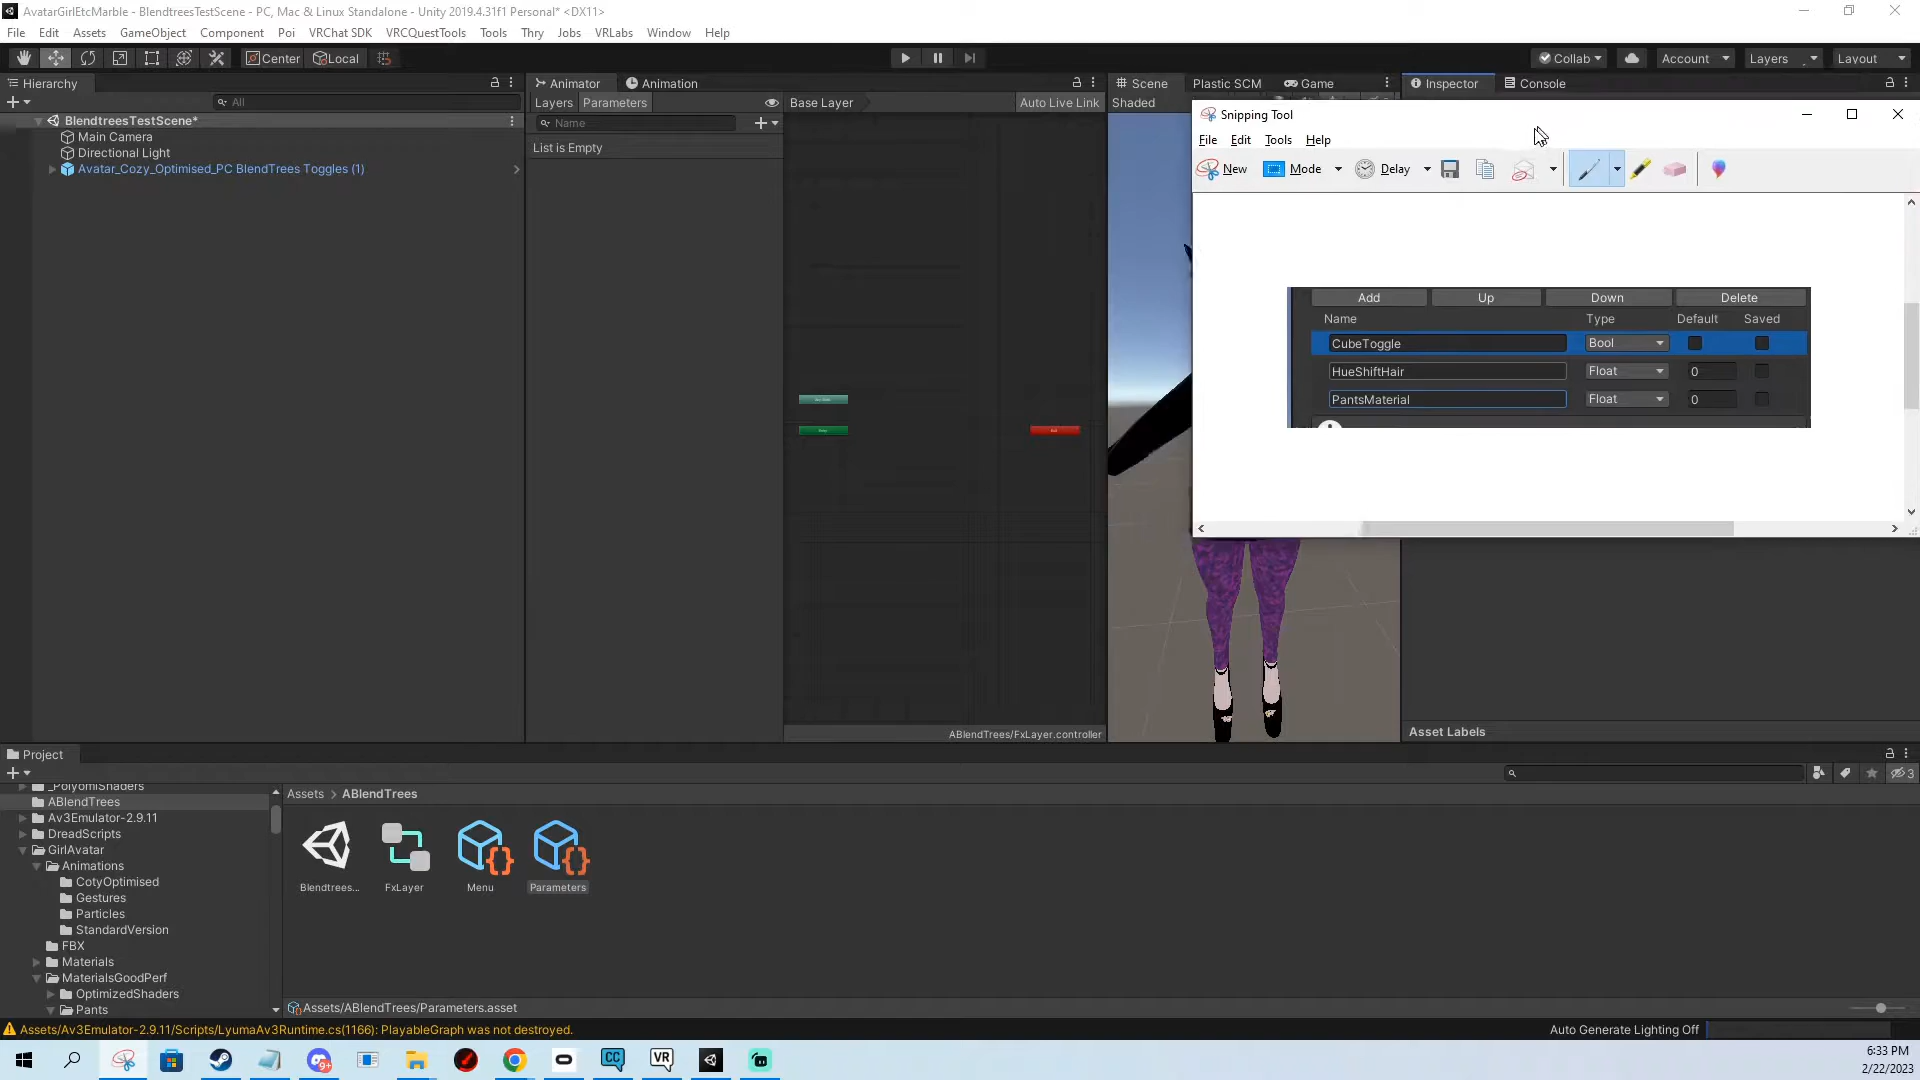 AvatarGirlEtcMarble - BlendtreesTestScene - PC, Mac & Linux Standalone - Unity 2019.4.31f1 Personal* <DX11>
File Edit Assets GameObject Component Poi VRChat SDK VRCQuestTools Tools Thry Jobs VRLabs Window Help
Center Local Collab Account Layers Layout
Hierarchy Animator Animation Scene Plastic SCM Game Inspector Console
All Layers Parameters Base Layer Auto Live Link Shaded
Name
List is Empty
BlendtreesTestScene*
Main Camera
Directional Light
Avatar_Cozy_Optimised_PC BlendTrees Toggles (1)
Snipping Tool
File Edit Tools Help
New Mode Delay
Add Up Down Delete
Name Type Default Saved
CubeToggle Bool
HueShiftHair Float 0
PantsMaterial Float 0
ABlendTrees/FxLayer.controller
Asset Labels
Project
3
_PolyomiShaders
ABlendTrees
Av3Emulator-2.9.11
DreadScripts
GirlAvatar
Animations
CotyOptimised
Gestures
Particles
StandardVersion
FBX
Materials
MaterialsGoodPerf
OptimizedShaders
Pants
Assets > ABlendTrees
Blendtrees... FxLayer Menu Parameters
Assets/ABlendTrees/Parameters.asset
Assets/Av3Emulator-2.9.11/Scripts/LyumaAv3Runtime.cs(1166): PlayableGraph was not destroyed.
Auto Generate Lighting Off
9+ CC VR
6:33 PM
2/22/2023